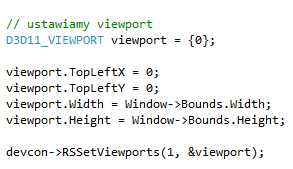 // ustawiamy viewport
D3D11_VIEWPORT viewport = {0};
viewport.TopLeftX = 0;
viewport.TopLeftY = 0;
viewport.Width = Window->Bounds.Width;
viewport.Height = Window->Bounds.Height;
devcon->RSSetViewports(1, &viewport);